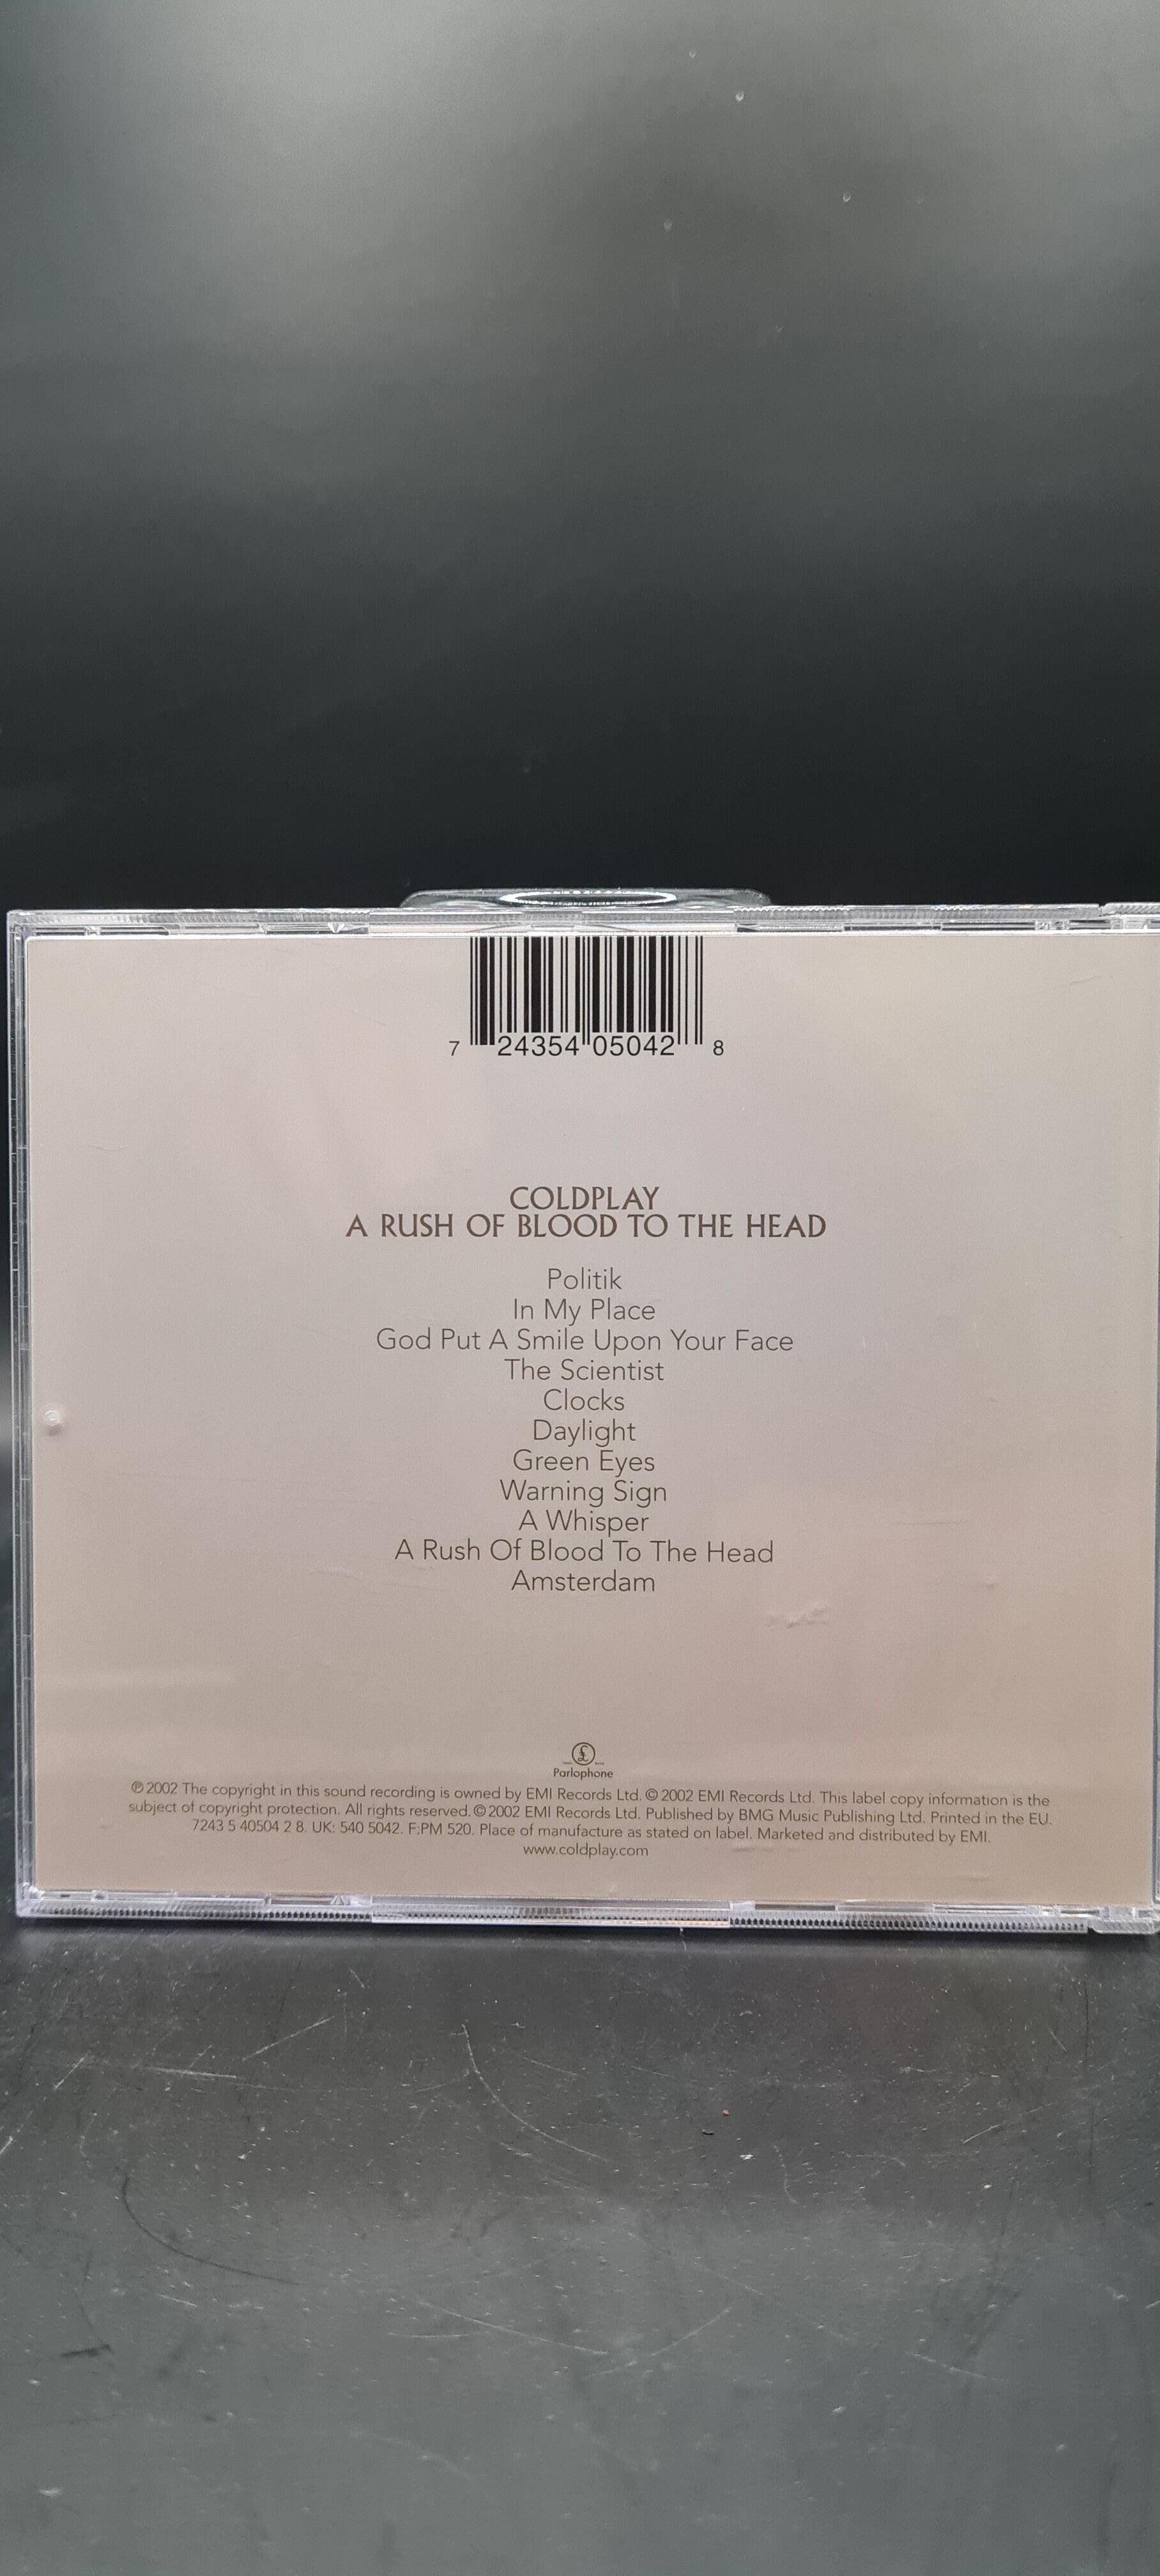 7 24354 05042 8
COLDPLAY
A RUSH OF BLOOD TO THE HEAD
Politik
In My Place
God Put A Smile Upon Your Face
The Scientist
Clocks
Daylight
Green Eyes
Warning Sign
A Whisper
A Rush Of Blood To The Head
Amsterdam
£
Parlophone
℗ 2002 The copyright in this sound recording is owned by EMI Records Ltd. © 2002 EMI Records Ltd. This label copy information is the
subject of copyright protection. All rights reserved. © 2002 EMI Records Ltd. Published by BMG Music Publishing Ltd. Printed in the EU.
7243 5 40504 2 8. UK: 540 5042. F:PM 520. Place of manufacture as stated on label. Marketed and distributed by EMI.
www.coldplay.com